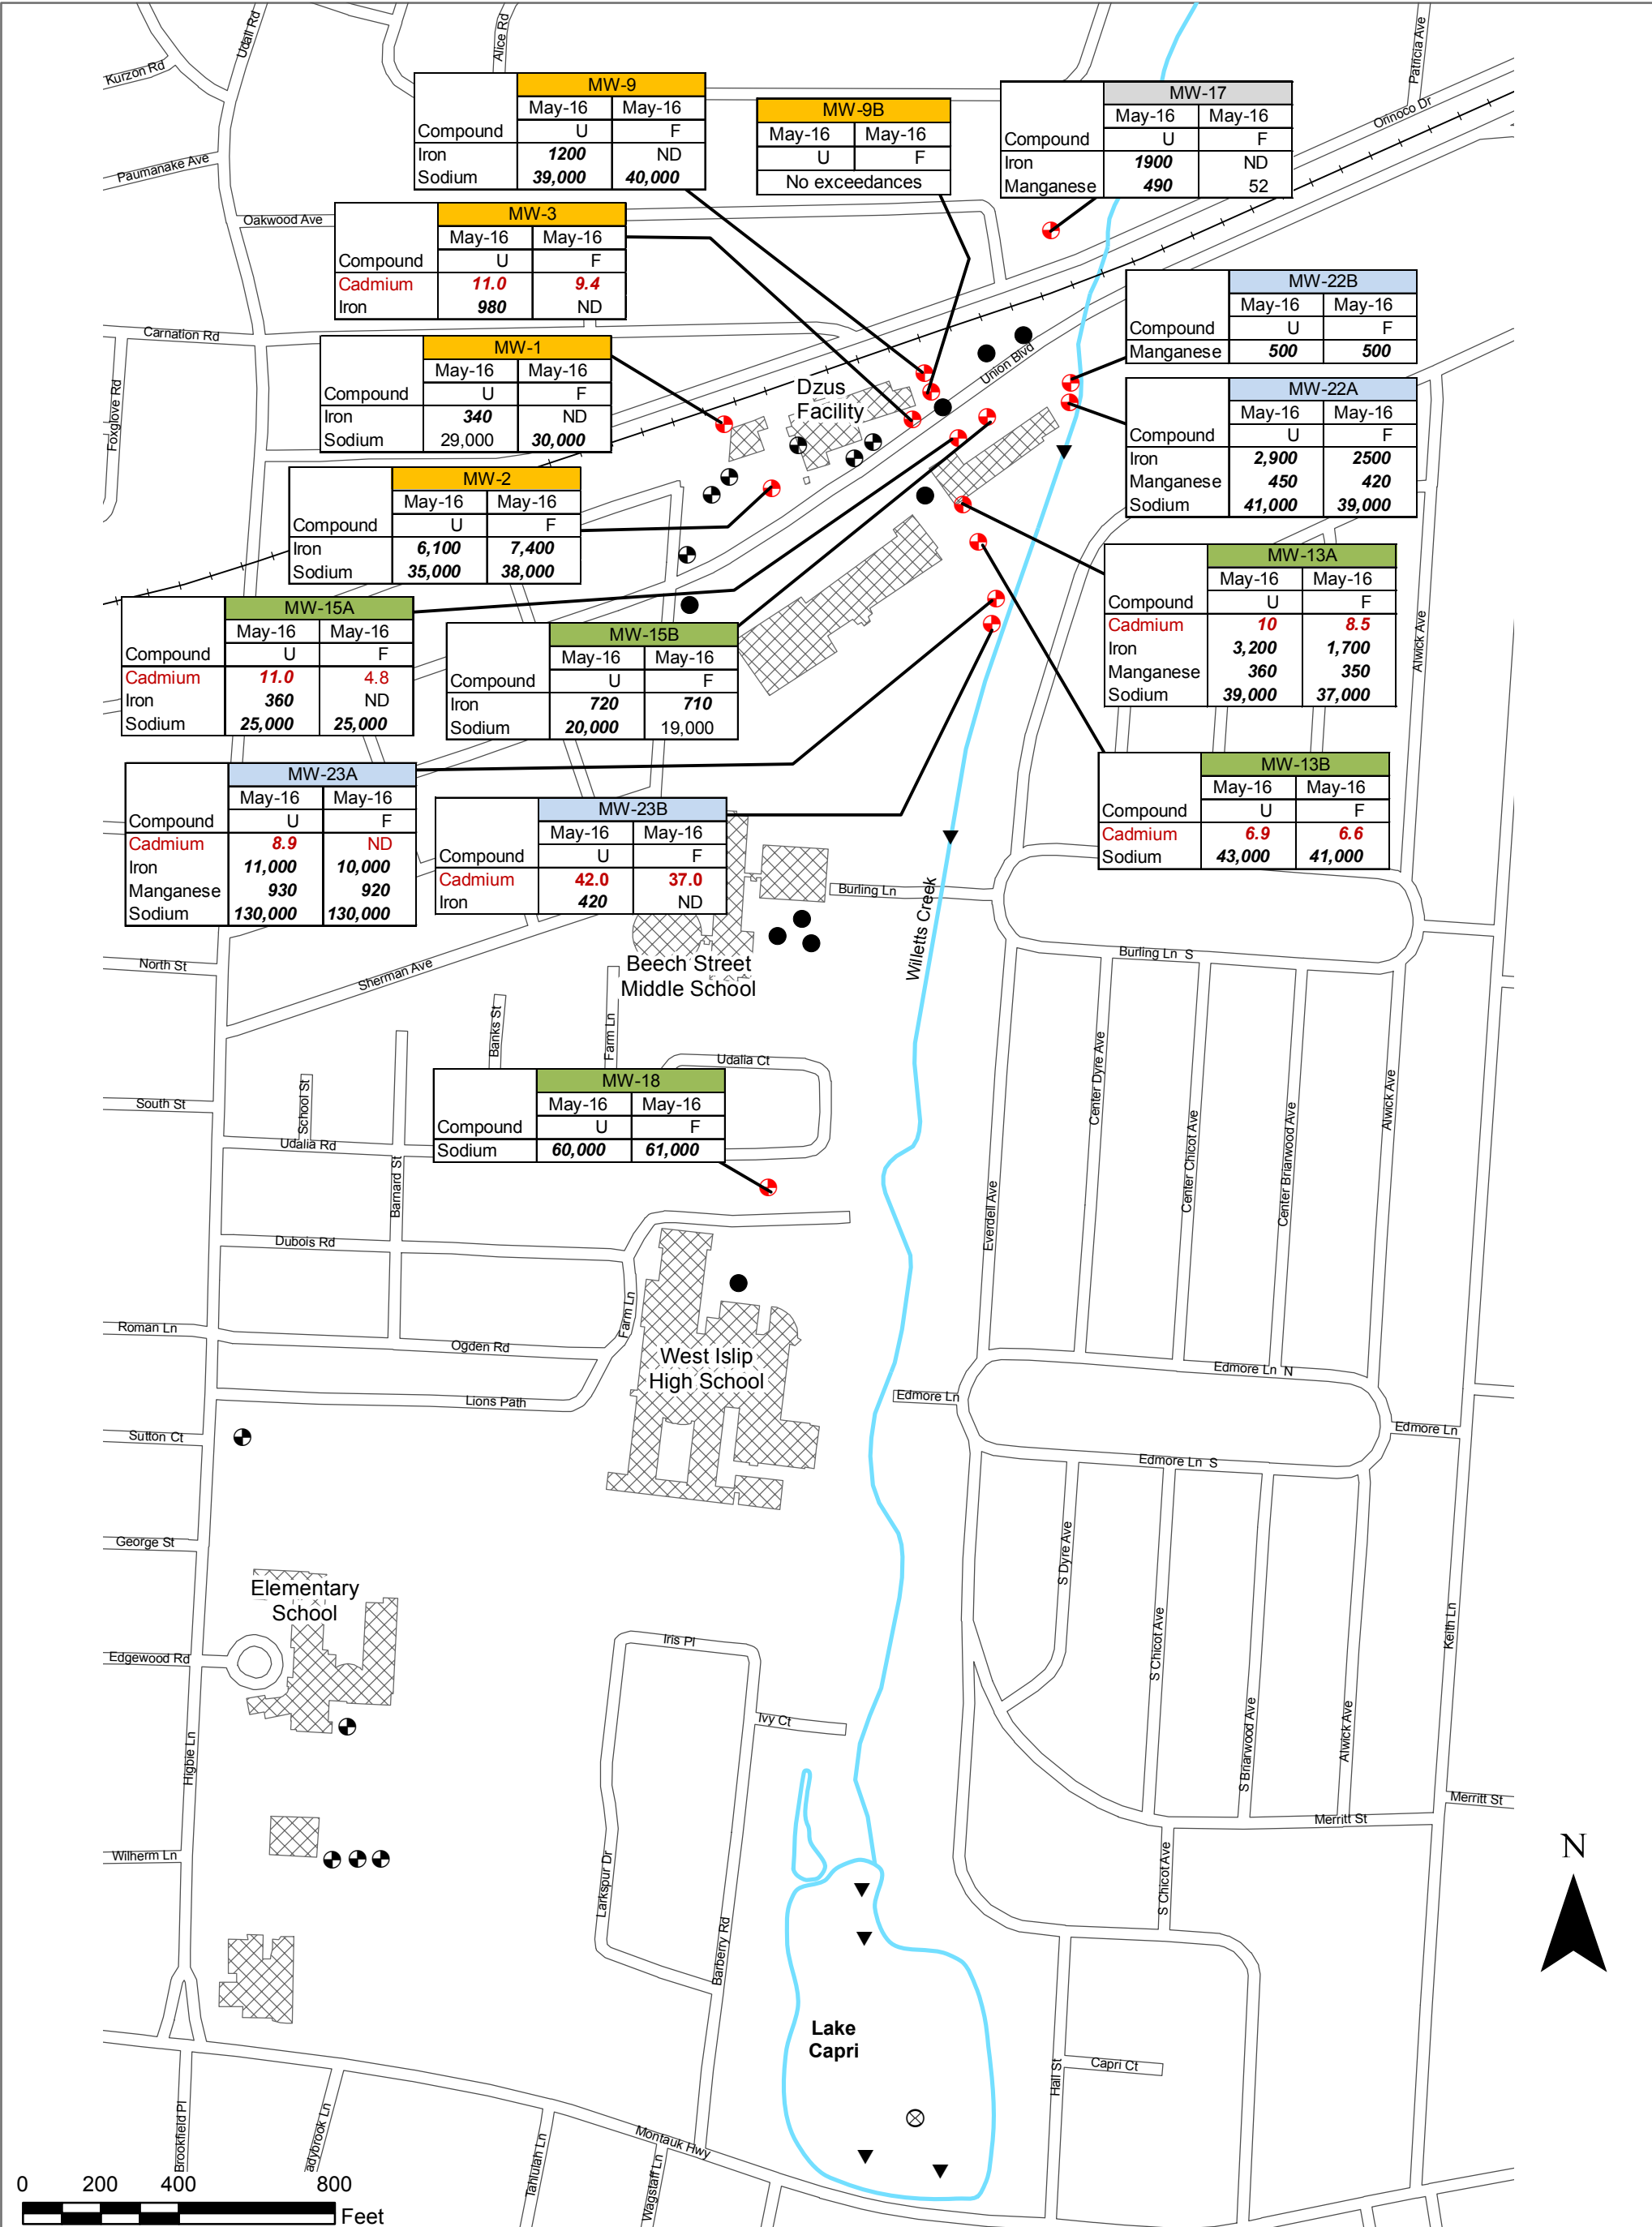 Udall Rd
Alice Rd
Patricia Ave
Kurzon Rd
Orinoco Dr
Paumanake Ave
Oakwood Ave
MW-9
May-16 May-16
Compound U F
Iron 1200 ND
Sodium 39,000 40,000
MW-9B
May-16 May-16
U F
No exceedances
MW-17
May-16 May-16
Compound U F
Iron 1900 ND
Manganese 490 52
MW-3
May-16 May-16
Compound U F
Cadmium 11.0 9.4
Iron 980 ND
MW-22B
May-16 May-16
Compound U F
Manganese 500 500
Carnation Rd
Foxglove Rd
MW-1
May-16 May-16
Compound U F
Iron 340 ND
Sodium 29,000 30,000
Dzus
Facility
Union Blvd
MW-22A
May-16 May-16
Compound U F
Iron 2,900 2500
Manganese 450 420
Sodium 41,000 39,000
MW-2
May-16 May-16
Compound U F
Iron 6,100 7,400
Sodium 35,000 38,000
MW-13A
May-16 May-16
Compound U F
Cadmium 10 8.5
Iron 3,200 1,700
Manganese 360 350
Sodium 39,000 37,000
Alwick Ave
MW-15A
May-16 May-16
Compound U F
Cadmium 11.0 4.8
Iron 360 ND
Sodium 25,000 25,000
MW-15B
May-16 May-16
Compound U F
Iron 720 710
Sodium 20,000 19,000
MW-13B
May-16 May-16
Compound U F
Cadmium 6.9 6.6
Sodium 43,000 41,000
MW-23A
May-16 May-16
Compound U F
Cadmium 8.9 ND
Iron 11,000 10,000
Manganese 930 920
Sodium 130,000 130,000
MW-23B
May-16 May-16
Compound U F
Cadmium 42.0 37.0
Iron 420 ND
Burling Ln
Willetts Creek
Burling Ln S
North St
Sherman Ave
Beech Street
Middle School
Banks St
Farm Ln
Udalia Ct
Center Dyre Ave
Center Chicot Ave
Center Briarwood Ave
Alwick Ave
South St
School St
Udalia Rd
Barnard St
MW-18
May-16 May-16
Compound U F
Sodium 60,000 61,000
Everdell Ave
Dubois Rd
Roman Ln
Farm Ln
Ogden Rd
West Islip
High School
Lions Path
Edmore Ln N
Edmore Ln
Edmore Ln
Edmore Ln S
Sutton Ct
George St
S Dyre Ave
Elementary
School
S Chicot Ave
Keith Ln
Edgewood Rd
Iris Pl
Ivy Ct
Higbie Ln
S Briarwood Ave
Alwick Ave
Merritt St
Merritt St
Wilherm Ln
Larkspur Dr
S Chicot Ave
N
Barberry Rd
Lake
Capri
Hall St
Capri Ct
Brookfield Pl
adybrook Ln
Tahlulah Ln
Montauk Hwy
Wagstaff Ln
0 200 400 800
Feet